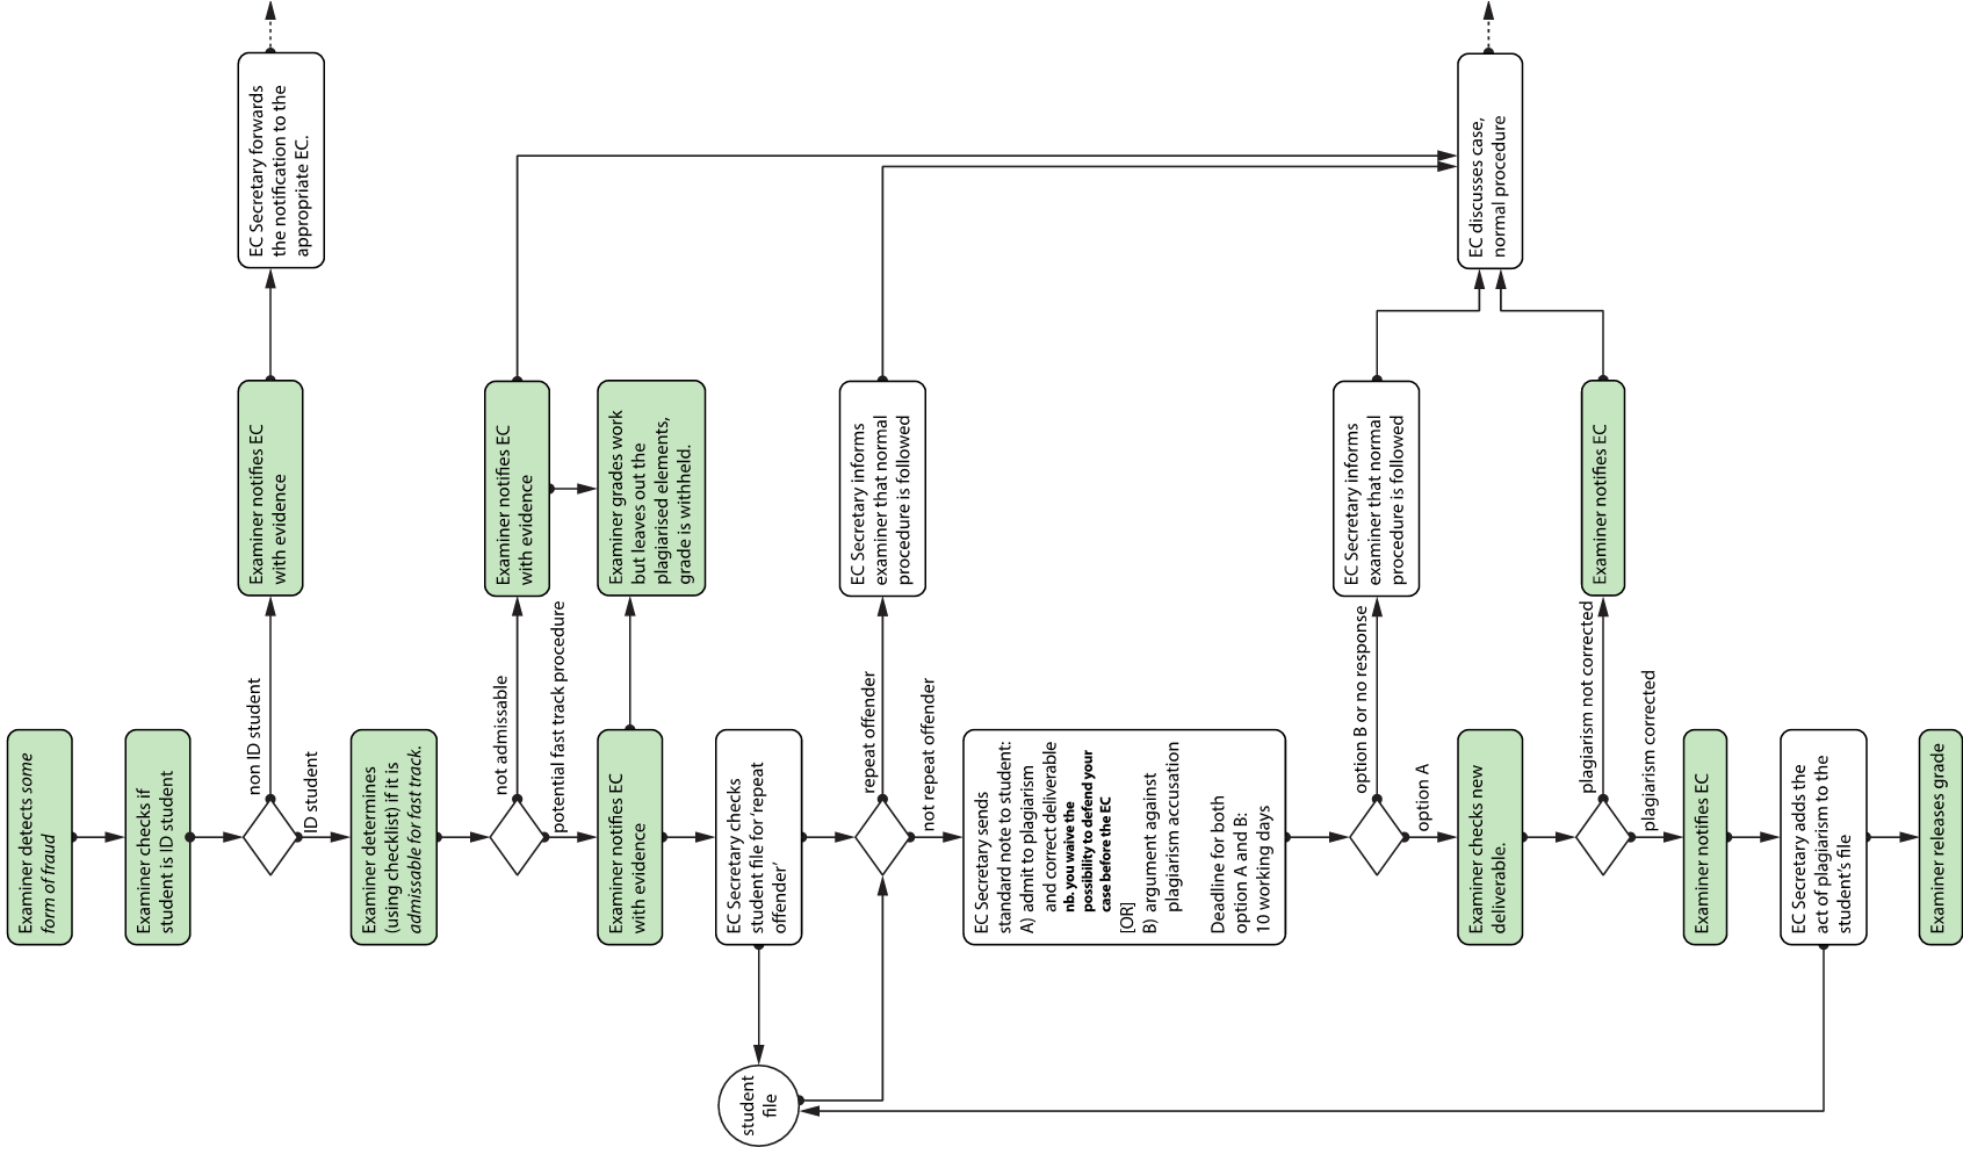 Examiner detects some
form of fraud
Examiner checks if
student is ID student
non ID student
ID student
Examiner notifies EC
with evidence
EC Secretary forwards
the notification to the
appropriate EC.
Examiner determines
(using checklist) if it is
admissable for fast track.
not admissable
potential fast track procedure
Examiner notifies EC
with evidence
Examiner grades work
but leaves out the
plagiarised elements,
grade is withheld.
Examiner notifies EC
with evidence
EC Secretary checks
student file for ‘repeat
offender’
student
file
repeat offender
not repeat offender
EC Secretary informs
examiner that normal
procedure is followed
EC Secretary sends
standard note to student:
A) admit to plagiarism
and correct deliverable
nb. you waive the
possibility to defend your
case before the EC
[OR]
B) argument against
plagiarism accusation
Deadline for both
option A and B:
10 working days
option B or no response
option A
EC Secretary informs
examiner that normal
procedure is followed
EC discusses case,
normal procedure
Examiner checks new
deliverable.
plagiarism not corrected
plagiarism corrected
Examiner notifies EC
Examiner notifies EC
EC Secretary adds the
act of plagiarism to the
student’s file
Examiner releases grade